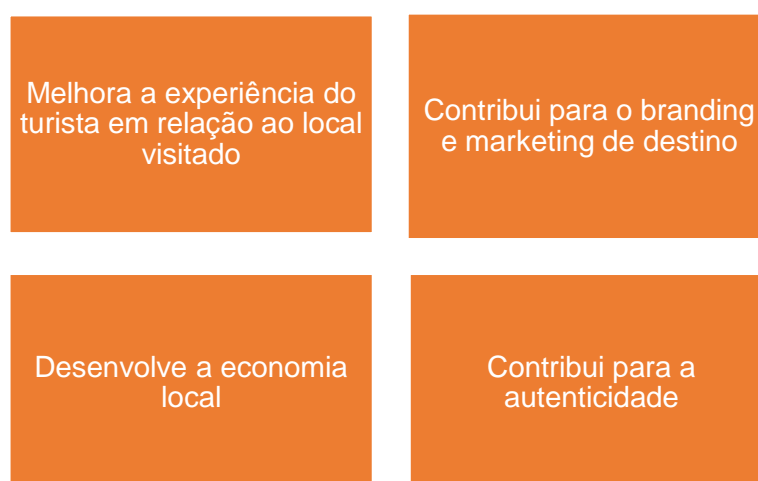 Melhora a experiência do
turista em relação ao local
visitado
Contribui para o branding
e marketing de destino
Desenvolve a economia
local
Contribui para a
autenticidade